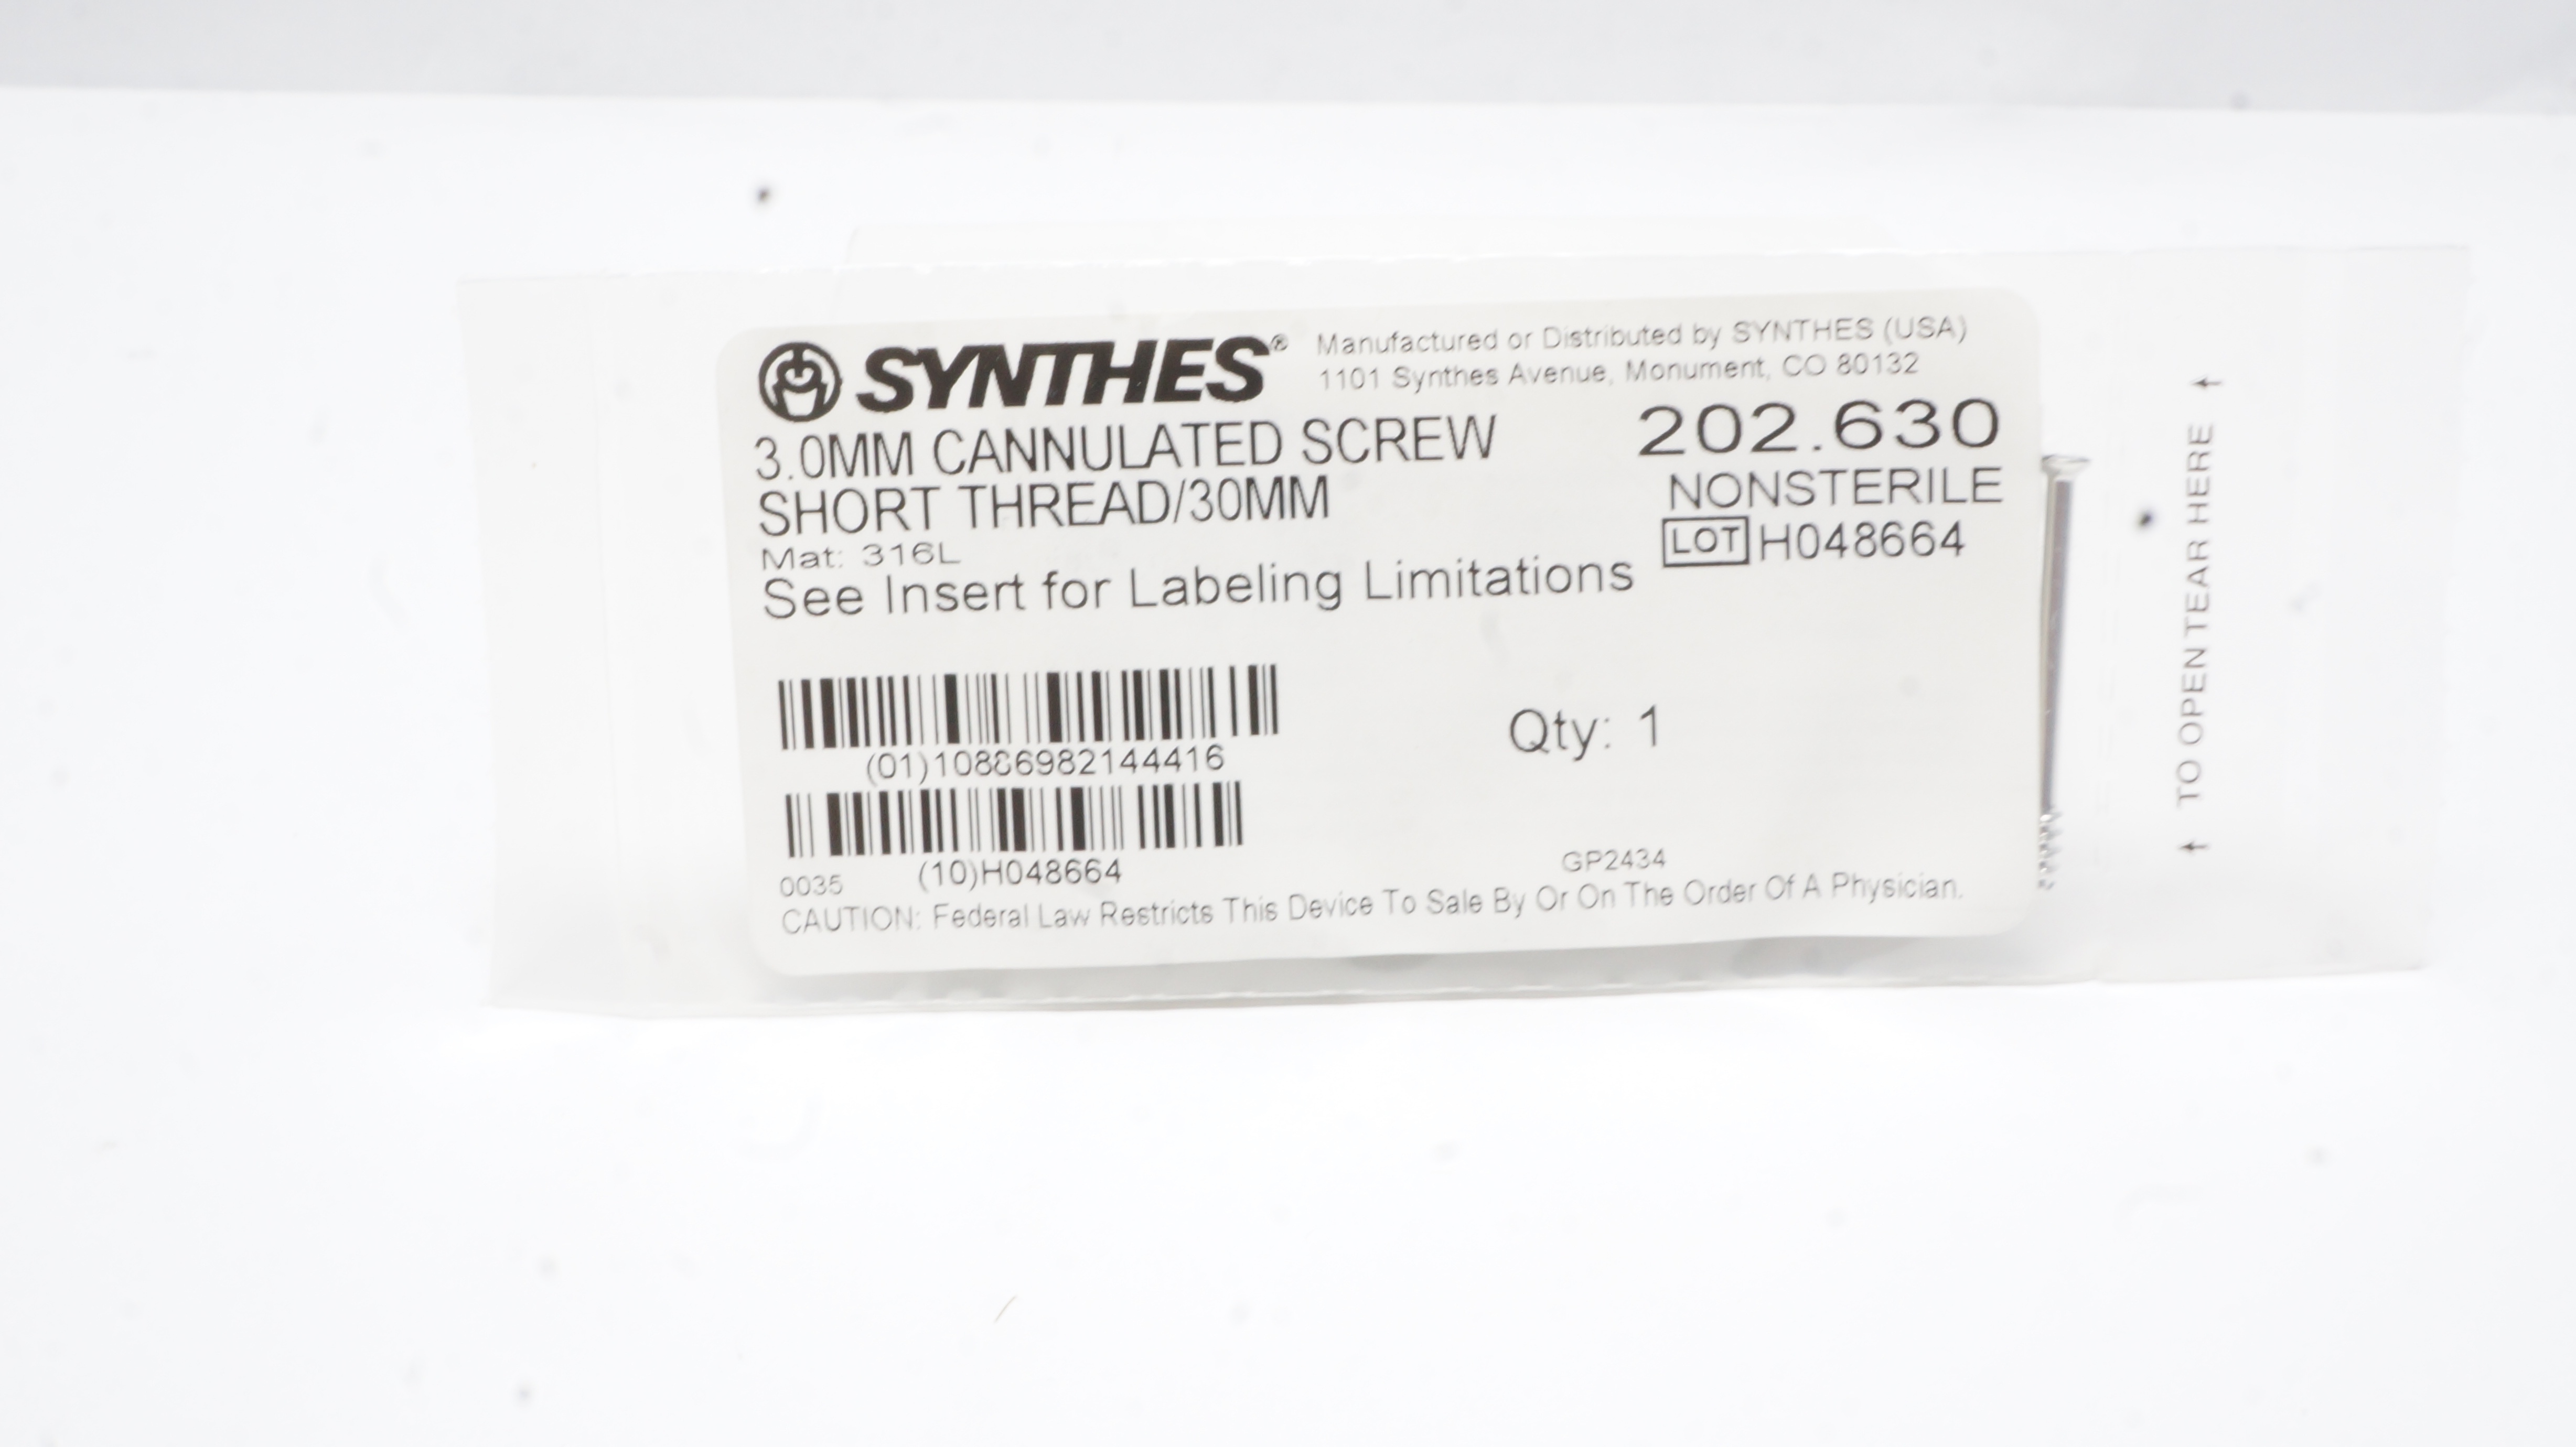 SYNTHES®
Manufactured or Distributed by SYNTHES (USA)
1101 Synthes Avenue, Monument, CO 80132
3.0MM CANNULATED SCREW
SHORT THREAD/30MM
Mat: 316L
See Insert for Labeling Limitations
202.630
NONSTERILE
LOT H048664
(01)10886982144416
Qty: 1
(10)H048664
0035
GP2434
CAUTION: Federal Law Restricts This Device To Sale By Or On The Order Of A Physician.
TO OPEN TEAR HERE